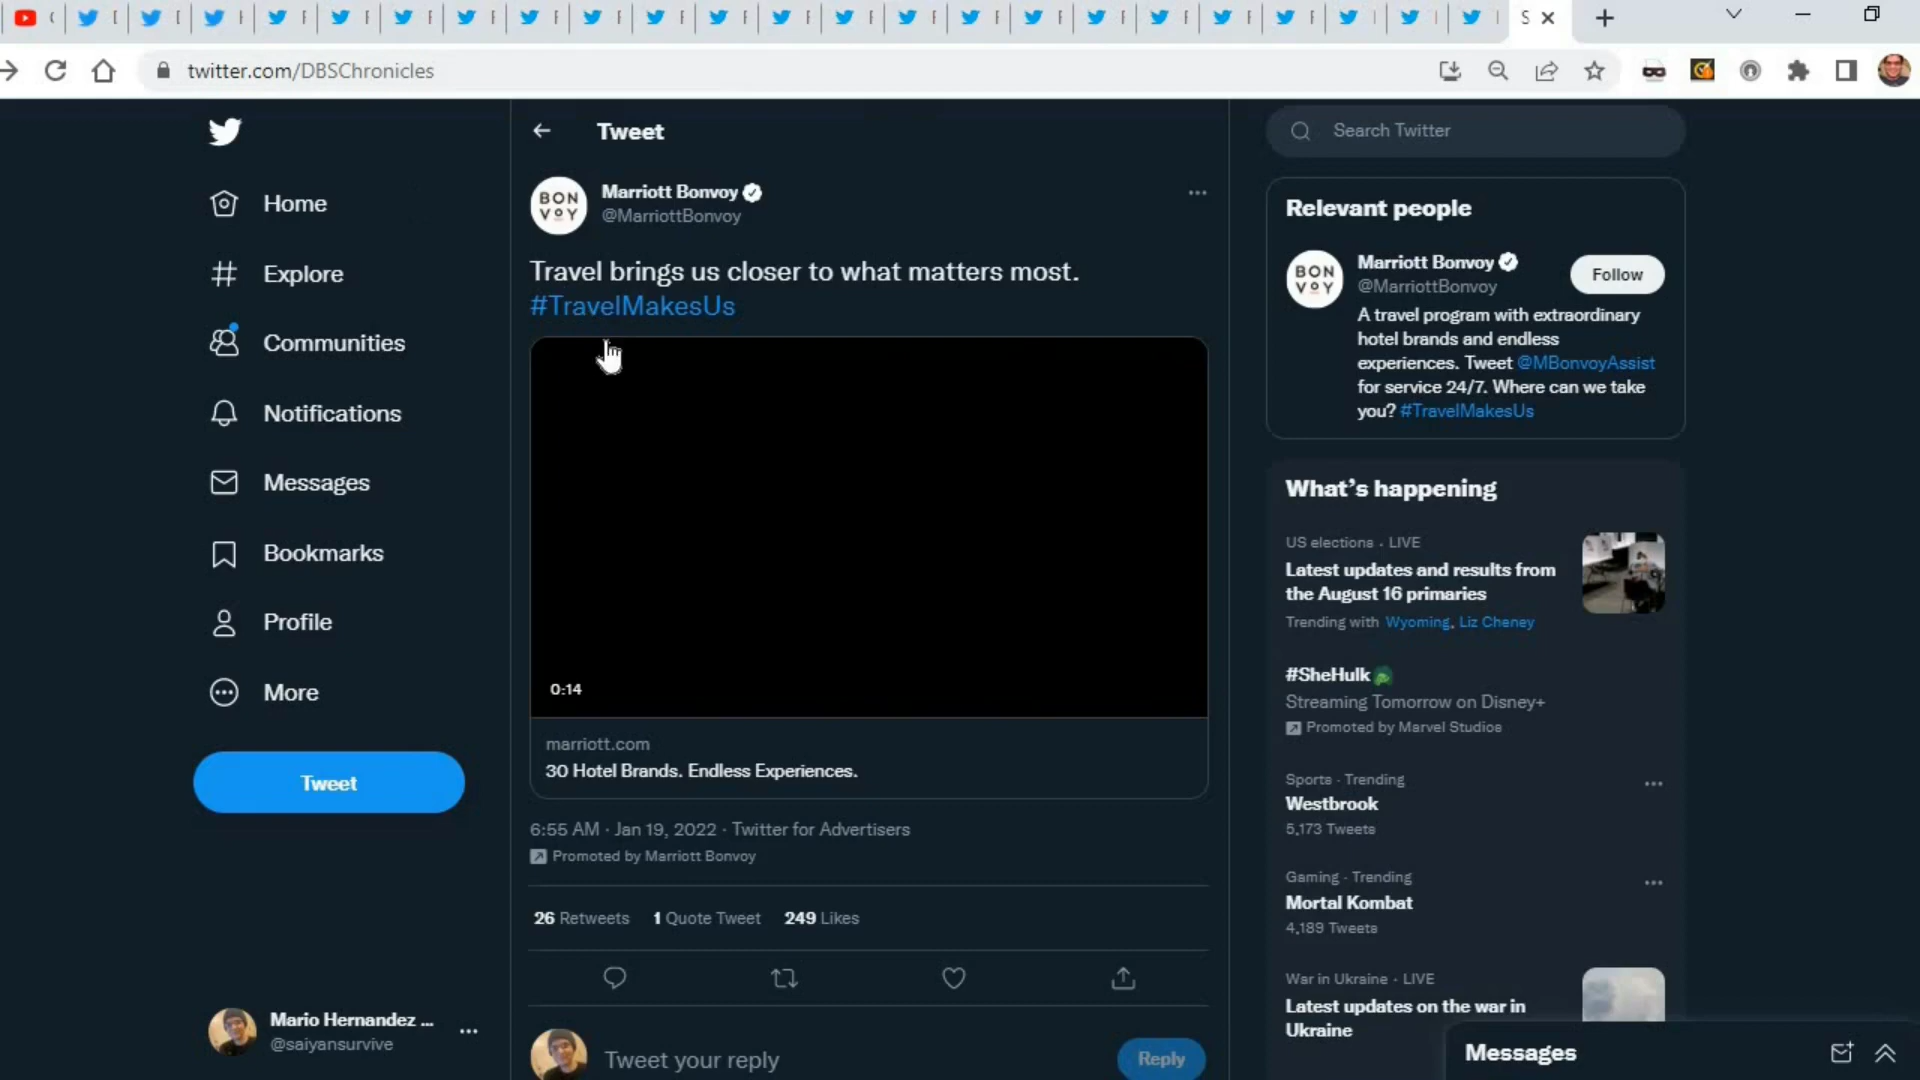 twitter.com/DBSChronicles
Home
Explore
Communities
Notifications
Messages
Bookmarks
Profile
More
Tweet
Mario Hernandez ...
@saiyansurvive
Tweet
BON
VOY
Marriott Bonvoy
@MarriottBonvoy
Travel brings us closer to what matters most.
#TravelMakesUs
0:14
marriott.com
30 Hotel Brands. Endless Experiences.
6:55 AM · Jan 19, 2022 · Twitter for Advertisers
Promoted by Marriott Bonvoy
26 Retweets 1 Quote Tweet 249 Likes
Tweet your reply
Reply
Search Twitter
Relevant people
BON
VOY
Marriott Bonvoy
@MarriottBonvoy
Follow
A travel program with extraordinary
hotel brands and endless
experiences. Tweet @MBonvoyAssist
for service 24/7. Where can we take
you? #TravelMakesUs
What's happening
US elections · LIVE
Latest updates and results from
the August 16 primaries
Trending with Wyoming, Liz Cheney
#SheHulk
Streaming Tomorrow on Disney+
Promoted by Marvel Studios
Sports · Trending
Westbrook
5,173 Tweets
Gaming · Trending
Mortal Kombat
4,189 Tweets
War in Ukraine · LIVE
Latest updates on the war in
Ukraine
Messages